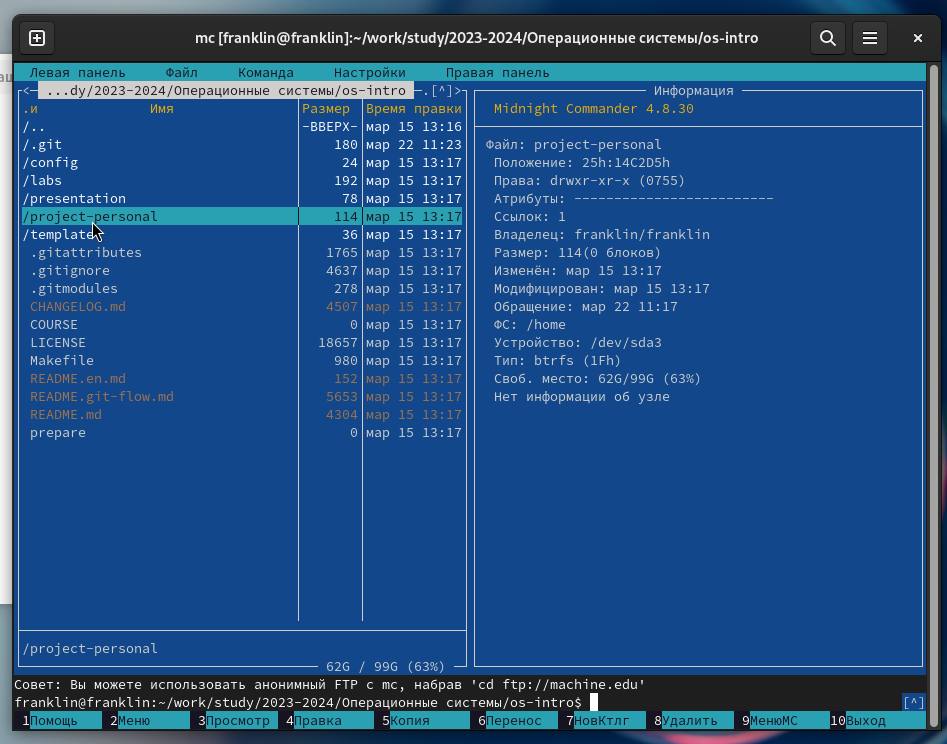 mc [franklin@franklin]:~/work/study/2023-2024/Операционные системы/os-intro
Левая панель Файл Команда Настройки Правая панель
<— ...dy/2023-2024/Операционные системы/os-intro —.[^]>
.и Имя Размер Время правки
/.. -ВВЕРХ- мар 15 13:16
/.git 180 мар 22 11:23
/config 24 мар 15 13:17
/labs 192 мар 15 13:17
/presentation 78 мар 15 13:17
/project-personal 114 мар 15 13:17
/template 36 мар 15 13:17
.gitattributes 1765 мар 15 13:17
.gitignore 4637 мар 15 13:17
.gitmodules 278 мар 15 13:17
CHANGELOG.md 4507 мар 15 13:17
COURSE 0 мар 15 13:17
LICENSE 18657 мар 15 13:17
Makefile 980 мар 15 13:17
README.en.md 152 мар 15 13:17
README.git-flow.md 5653 мар 15 13:17
README.md 4304 мар 15 13:17
prepare 0 мар 15 13:17
/project-personal
62G / 99G (63%)
Информация
Midnight Commander 4.8.30
Файл: project-personal
Положение: 25h:14C2D5h
Права: drwxr-xr-x (0755)
Атрибуты: -------------------------
Ссылок: 1
Владелец: franklin/franklin
Размер: 114(0 блоков)
Изменён: мар 15 13:17
Модифицирован: мар 15 13:17
Обращение: мар 22 11:17
ФС: /home
Устройство: /dev/sda3
Тип: btrfs (1Fh)
Своб. место: 62G/99G (63%)
Нет информации об узле
Совет: Вы можете использовать анонимный FTP с mc, набрав 'cd ftp://machine.edu'
franklin@franklin:~/work/study/2023-2024/Операционные системы/os-intro$ [^]
1Помощь 2Меню 3Просмотр 4Правка 5Копия 6Перенос 7НовКтлг 8Удалить 9МенюМС 10Выход